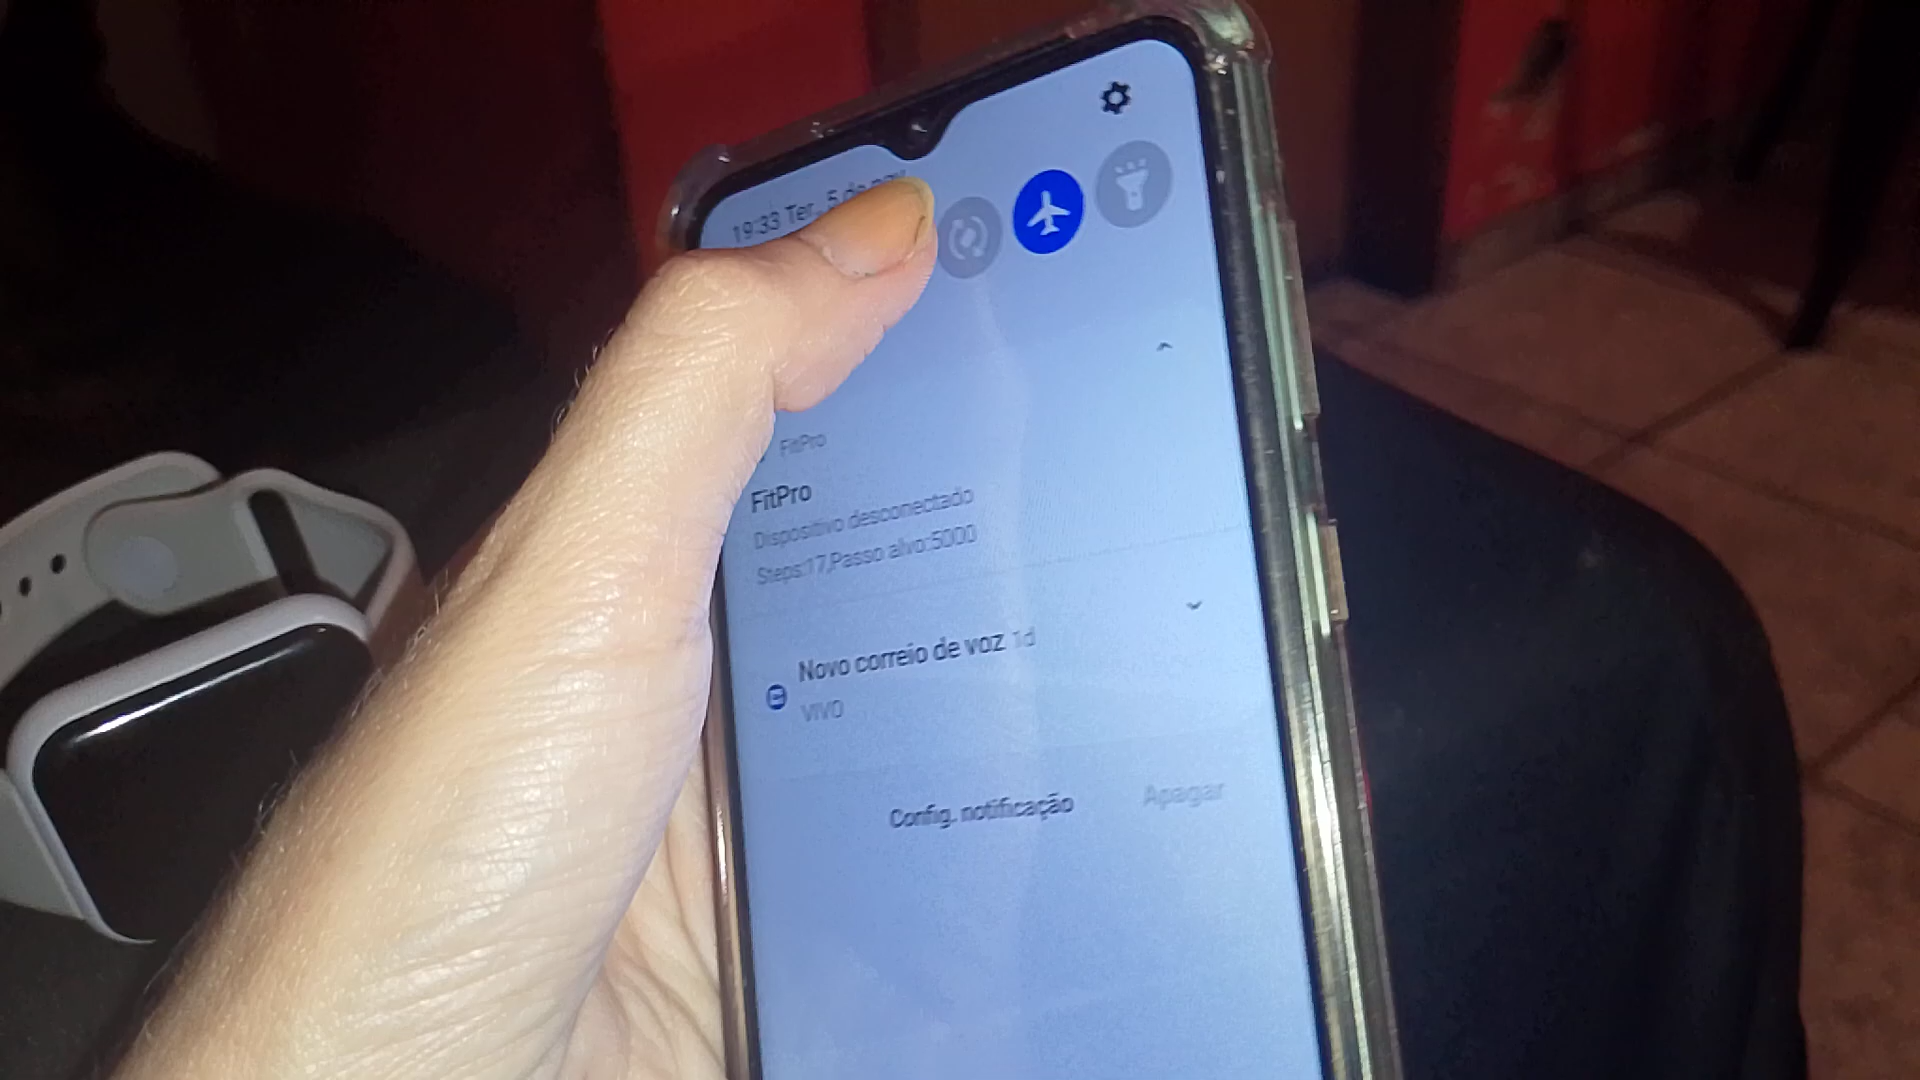 19:33 Ter., 5 de nov.
FitPro
FitPro
Dispositivo desconectado
Steps:17,Passo alvo:5000
Novo correio de voz 1d
VIVO
Config. notificação
Apagar